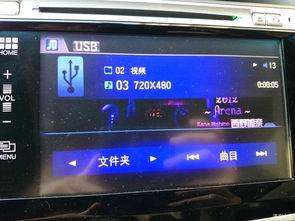 USB
HOME
02 视频
13
03 720X480
0:00:05
2012
~ Arena ~
Kana Nishino 西野加奈
+
VOL
−
MENU
◄ 文件夹 ► |◄◄ 曲目 ►►|